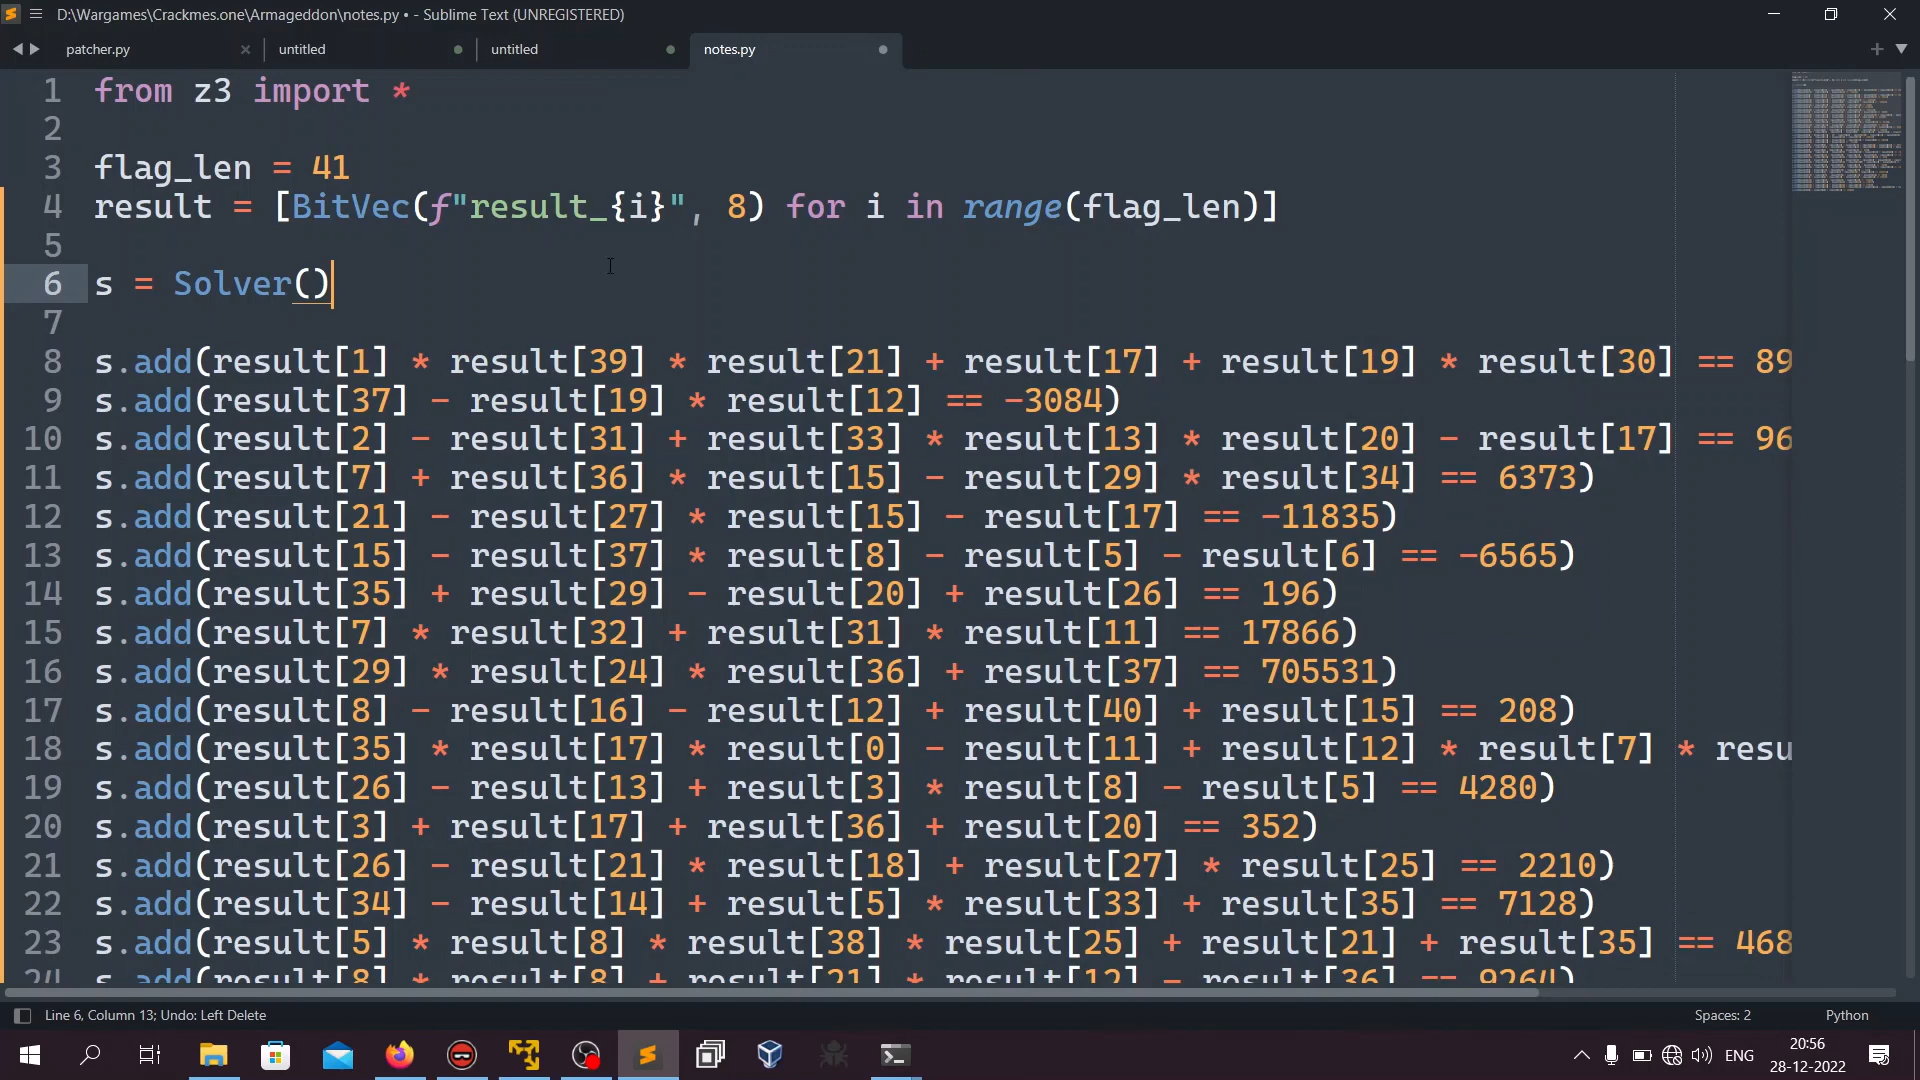 D:\Wargames\Crackmes.one\Armageddon\notes.py • - Sublime Text (UNREGISTERED)
patcher.py
untitled
untitled
notes.py
1 from z3 import *
2
3 flag_len = 41
4 result = [BitVec(f"result_{i}", 8) for i in range(flag_len)]
5
6 s = Solver()
7
8 s.add(result[1] * result[39] * result[21] + result[17] + result[19] * result[30] == 89
9 s.add(result[37] - result[19] * result[12] == -3084)
10 s.add(result[2] - result[31] + result[33] * result[13] * result[20] - result[17] == 96
11 s.add(result[7] + result[36] * result[15] - result[29] * result[34] == 6373)
12 s.add(result[21] - result[27] * result[15] - result[17] == -11835)
13 s.add(result[15] - result[37] * result[8] - result[5] - result[6] == -6565)
14 s.add(result[35] + result[29] - result[20] + result[26] == 196)
15 s.add(result[7] * result[32] + result[31] * result[11] == 17866)
16 s.add(result[29] * result[24] * result[36] + result[37] == 705531)
17 s.add(result[8] - result[16] - result[12] + result[40] + result[15] == 208)
18 s.add(result[35] * result[17] * result[0] - result[11] + result[12] * result[7] * resu
19 s.add(result[26] - result[13] + result[3] * result[8] - result[5] == 4280)
20 s.add(result[3] + result[17] + result[36] + result[20] == 352)
21 s.add(result[26] - result[21] * result[18] + result[27] * result[25] == 2210)
22 s.add(result[34] - result[14] + result[5] * result[33] + result[35] == 7128)
23 s.add(result[5] * result[8] * result[38] * result[25] + result[21] + result[35] == 468
24 s.add(result[8] * result[8] + result[21] * result[12] - result[36] == 9264)
Line 6, Column 13; Undo: Left Delete
Spaces: 2
Python
ENG
20:56
28-12-2022